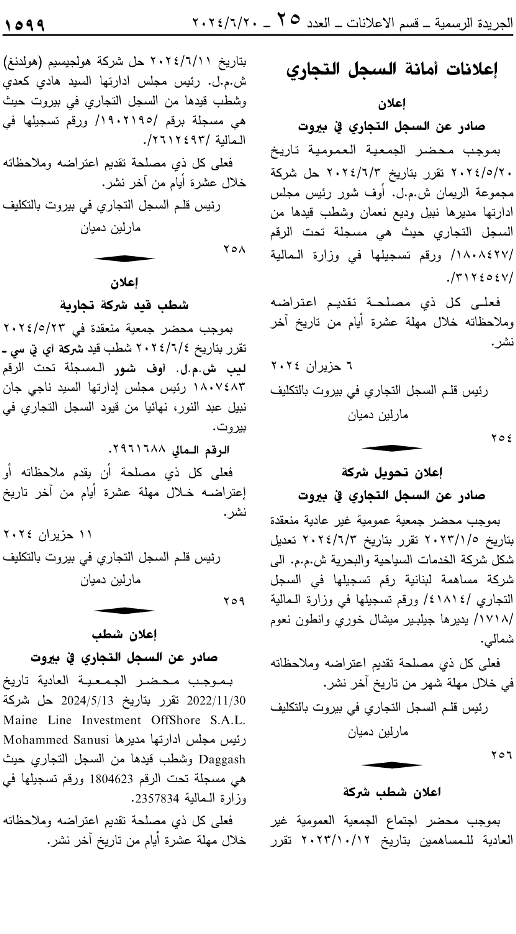 الجريدة الرسمية – قسم الاعلانات – العدد ٢٥ – ٢٠٢٤/٦/٢٠
١٥٩٩
إعلانات أمانة السجل التجاري
إعلان
صادر عن السجل التجاري في بيروت
بموجب محضر الجمعية العمومية تاريخ
٢٠٢٤/٥/٢٠ تقرر بتاريخ ٢٠٢٤/٦/٣ حل شركة
مجموعة الريمان ش.م.ل. أوف شور رئيس مجلس
ادارتها مديرها نبيل وديع نعمان وشطب قيدها من
السجل التجاري حيث هي مسجلة تحت الرقم
/١٨٠٨٤٢٧/ ورقم تسجيلها في وزارة المالية
/٣١٢٤٥٤٧/.
فعلى كل ذي مصلحة تقديم اعتراضه
وملاحظاته خلال مهلة عشرة أيام من تاريخ آخر
نشر.
٦ حزيران ٢٠٢٤
رئيس قلم السجل التجاري في بيروت بالتكليف
مارلين دميان
٢٥٤
إعلان تحويل شركة
صادر عن السجل التجاري في بيروت
بموجب محضر جمعية عمومية غير عادية منعقدة
بتاريخ ٢٠٢٣/١/٥ تقرر بتاريخ ٢٠٢٤/٦/٣ تعديل
شكل شركة الخدمات السياحية والبحرية ش.م.م. الى
شركة مساهمة لبنانية رقم تسجيلها في السجل
التجاري /٤١٨١٤/ ورقم تسجيلها في وزارة المالية
/١٧١٨/ يديرها جيلبير ميشال خوري وانطون نعوم
شمالي.
فعلى كل ذي مصلحة تقديم اعتراضه وملاحظاته
في خلال مهلة شهر من تاريخ آخر نشر.
رئيس قلم السجل التجاري في بيروت بالتكليف
مارلين دميان
٢٥٦
اعلان شطب شركة
بموجب محضر اجتماع الجمعية العمومية غير
العادية للمساهمين بتاريخ ٢٠٢٣/١٠/١٢ تقرر
بتاريخ ٢٠٢٤/٦/١١ حل شركة هولجيسيم (هولدنغ)
ش.م.ل. رئيس مجلس ادارتها السيد هادي كعدي
وشطب قيدها من السجل التجاري في بيروت حيث
هي مسجلة برقم /١٩٠٢١٩٥/ ورقم تسجيلها في
المالية /٢٦١٢٤٩٣/.
فعلى كل ذي مصلحة تقديم اعتراضه وملاحظاته
خلال عشرة أيام من آخر نشر.
رئيس قلم السجل التجاري في بيروت بالتكليف
مارلين دميان
٢٥٨
إعلان
شطب قيد شركة تجارية
بموجب محضر جمعية منعقدة في ٢٠٢٤/٥/٢٣
تقرر بتاريخ ٢٠٢٤/٦/٤ شطب قيد شركة أي تي سي –
ليب ش.م.ل. أوف شور المسجلة تحت الرقم
١٨٠٧٤٨٣ رئيس مجلس إدارتها السيد ناجي جان
نبيل عبد النور، نهائيا من قيود السجل التجاري في
بيروت.
الرقم المالي ٢٩٦١٦٨٨.
فعلى كل ذي مصلحة أن يقدم ملاحظاته أو
إعتراضه خلال مهلة عشرة أيام من آخر تاريخ
نشر.
١١ حزيران ٢٠٢٤
رئيس قلم السجل التجاري في بيروت بالتكليف
مارلين دميان
٢٥٩
إعلان شطب
صادر عن السجل التجاري في بيروت
بموجب محضر الجمعية العادية تاريخ
2022/11/30 تقرر بتاريخ 2024/5/13 حل شركة
Maine Line Investment OffShore S.A.L.
رئيس مجلس ادارتها مديرها Mohammed Sanusi
Daggash وشطب قيدها من السجل التجاري حيث
هي مسجلة تحت الرقم 1804623 ورقم تسجيلها في
وزارة المالية 2357834.
فعلى كل ذي مصلحة تقديم اعتراضه وملاحظاته
خلال مهلة عشرة أيام من تاريخ آخر نشر.